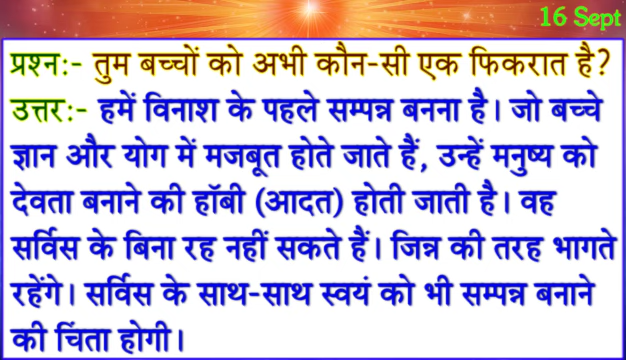 16 Sept
प्रश्न:- तुम बच्चों को अभी कौन-सी एक फिकरात है?
उत्तर:- हमें विनाश के पहले सम्पन्न बनना है। जो बच्चे
ज्ञान और योग में मजबूत होते जाते हैं, उन्हें मनुष्य को
देवता बनाने की हॉबी (आदत) होती जाती है। वह
सर्विस के बिना रह नहीं सकते हैं। जिन्न की तरह भागते
रहेंगे। सर्विस के साथ-साथ स्वयं को भी सम्पन्न बनाने
की चिंता होगी।